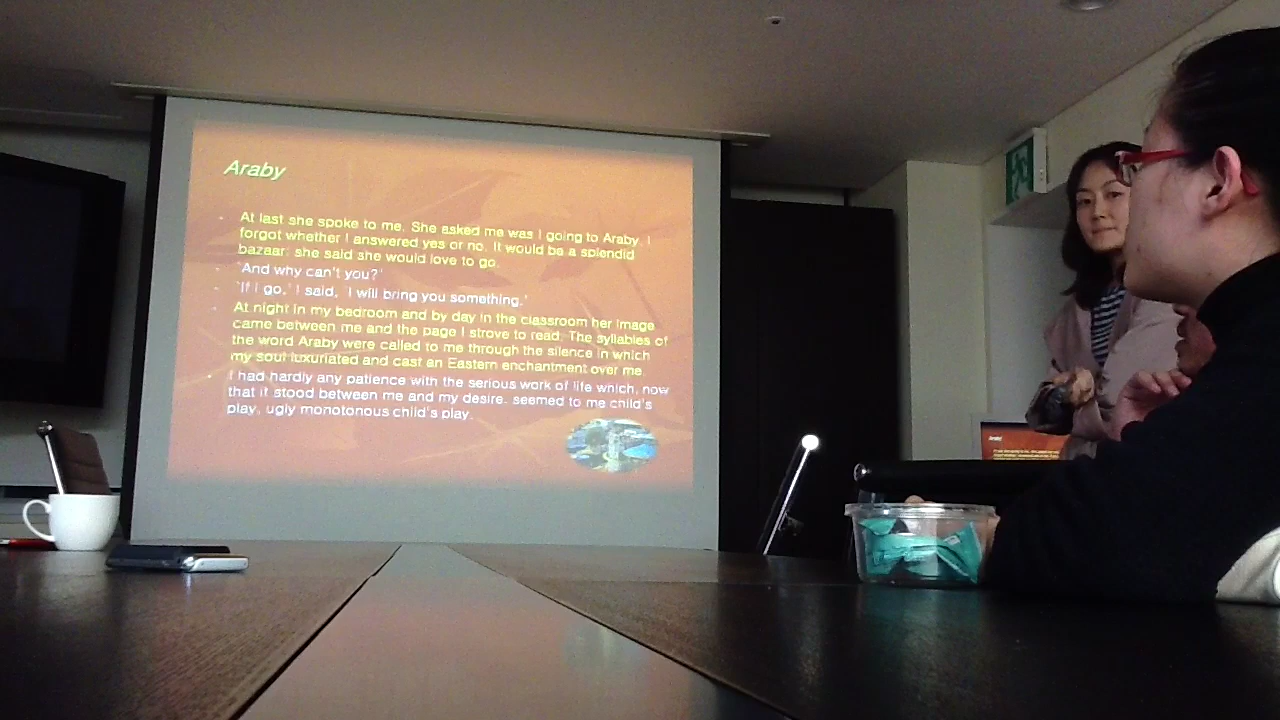 Araby
At last she spoke to me. She asked me was I going to Araby. I
forgot whether I answered yes or no. It would be a splendid
bazaar: she said she would love to go.
`And why can't you?'
`If I go,' I said, `I will bring you something.'
At night in my bedroom and by day in the classroom her image
came between me and the page I strove to read. The syllables of
the word Araby were called to me through the silence in which
my soul luxuriated and cast an Eastern enchantment over me.
I had hardly any patience with the serious work of life which, now
that it stood between me and my desire, seemed to me child's
play, ugly monotonous child's play.
Araby